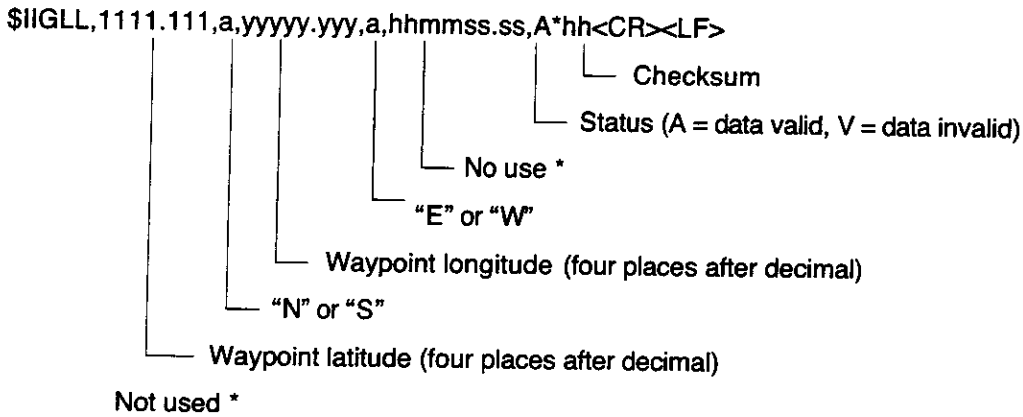 $IIGLL,1111.111,a,yyyyy.yyy,a,hhmmss.ss,A*hh<CR><LF>
Checksum
Status (A = data valid, V = data invalid)
No use *
“E” or “W”
Waypoint longitude (four places after decimal)
“N” or “S”
Waypoint latitude (four places after decimal)
Not used *